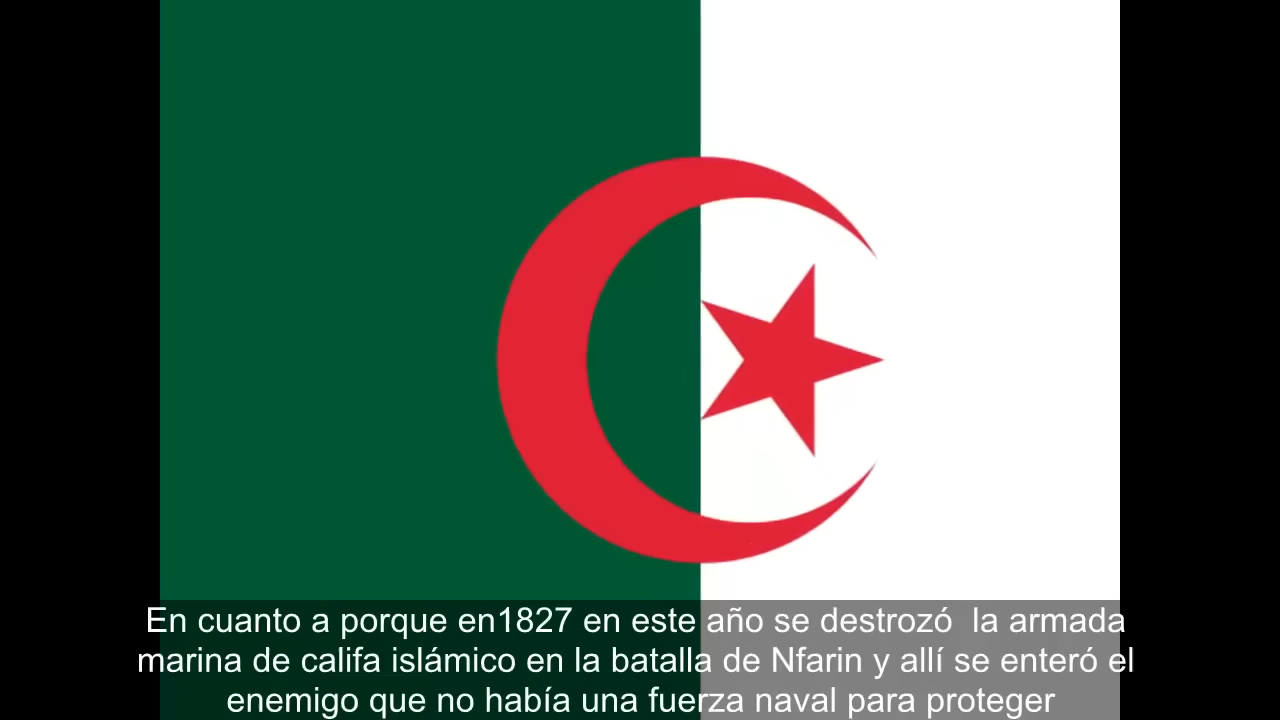 En cuanto a porque en1827 en este año se destrozó  la armada
marina de califa islámico en la batalla de Nfarin y allí se enteró el
enemigo que no había una fuerza naval para proteger